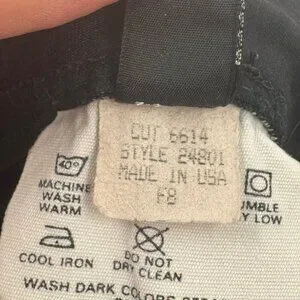 CUT 6614
STYLE 24801
MADE IN USA
F8
40°
MACHINE
WASH
WARM
UMBLE
Y LOW
COOL IRON
DO NOT
DRY CLEAN
WASH DARK COLORS